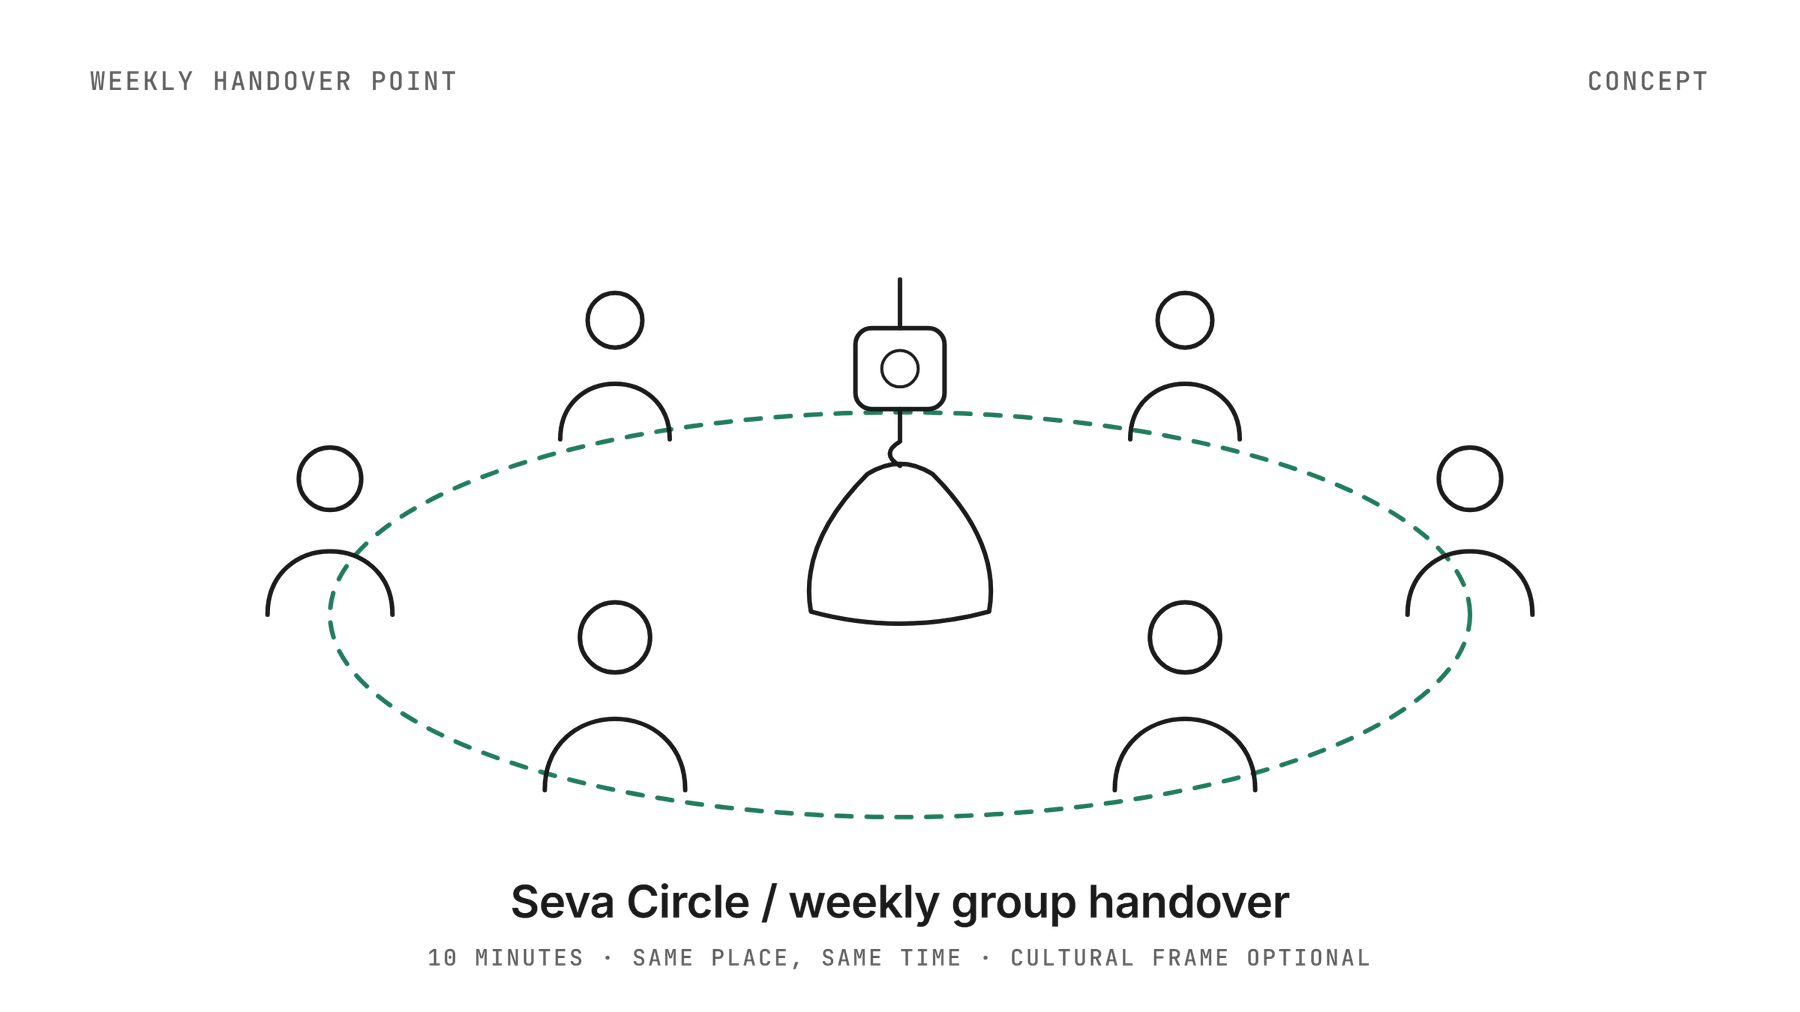 WEEKLY HANDOVER POINT
CONCEPT
Seva Circle / weekly group handover
10 MINUTES · SAME PLACE, SAME TIME · CULTURAL FRAME OPTIONAL